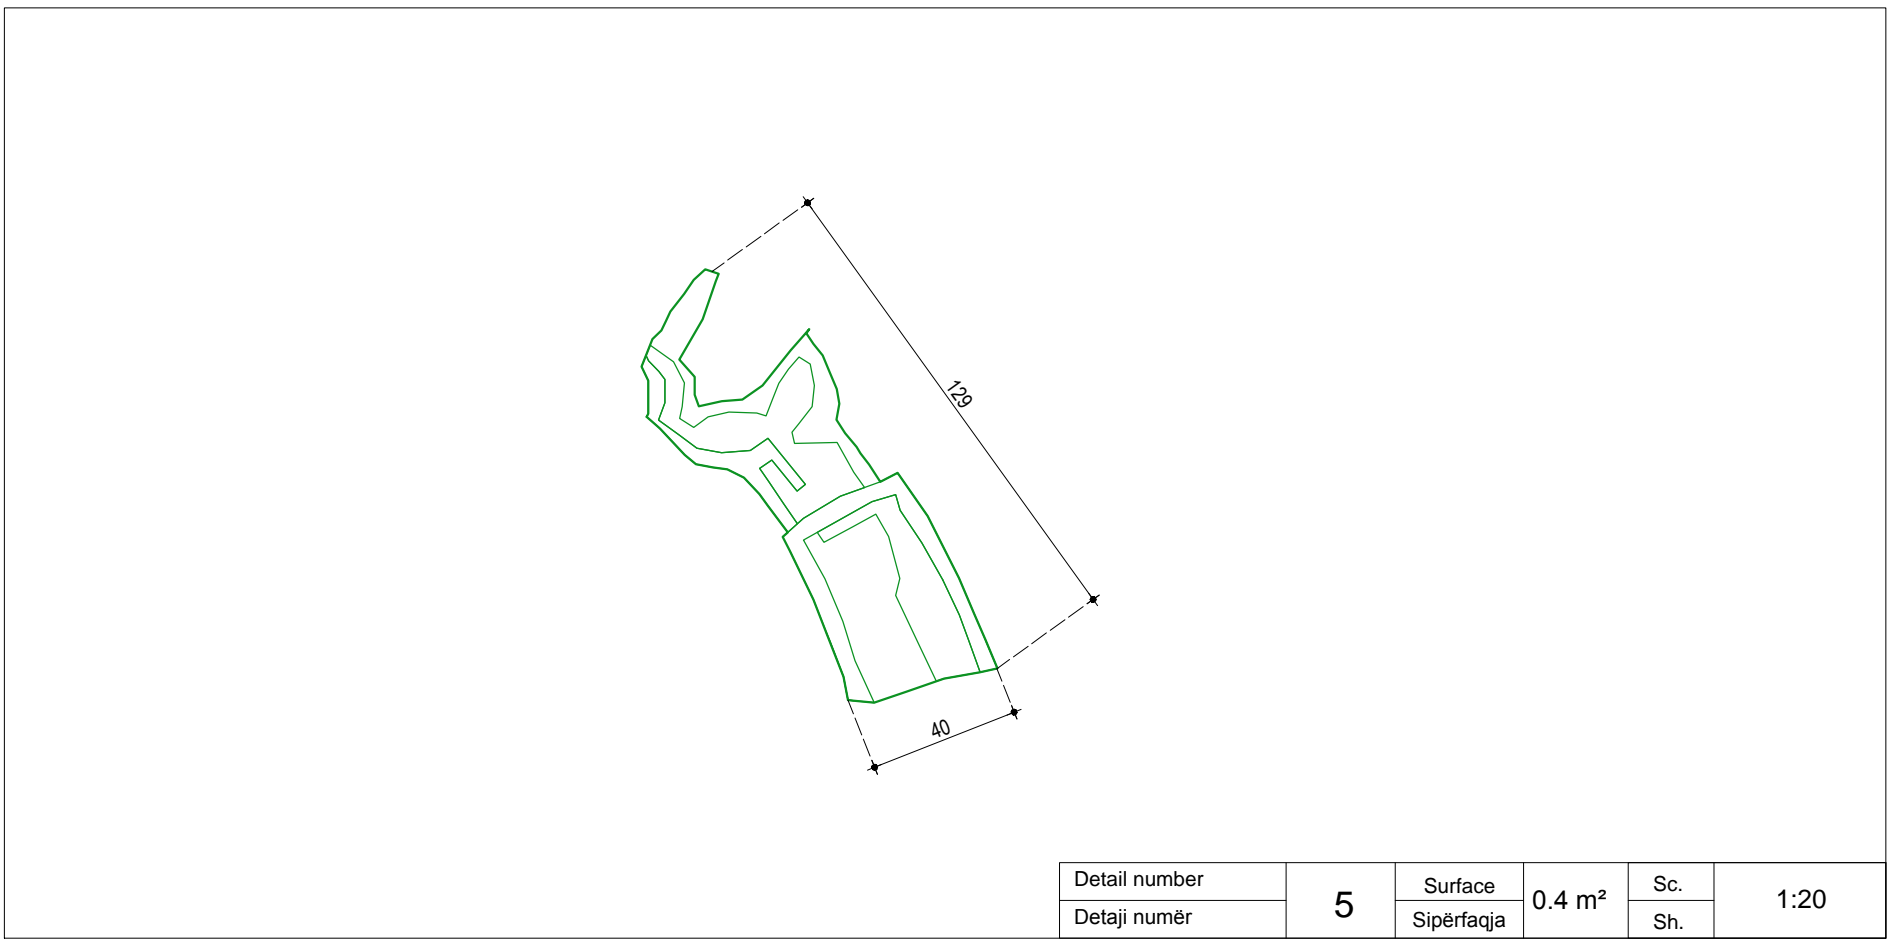 129
40
Detail number
Detaji numër
5
Surface
Sipërfaqja
0.4 m²
Sc.
Sh.
1:20